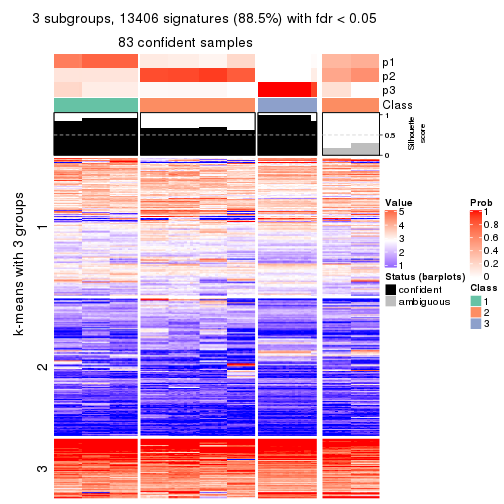 3 subgroups, 13406 signatures (88.5%) with fdr < 0.05
83 confident samples
p1
p2
p3
Class
1
0.5
0
Silhouette
score
k-means with 3 groups
1
2
3
Value
5
4
3
2
1
Status (barplots)
confident
ambiguous
Prob
1
0.8
0.6
0.4
0.2
0
Class
1
2
3